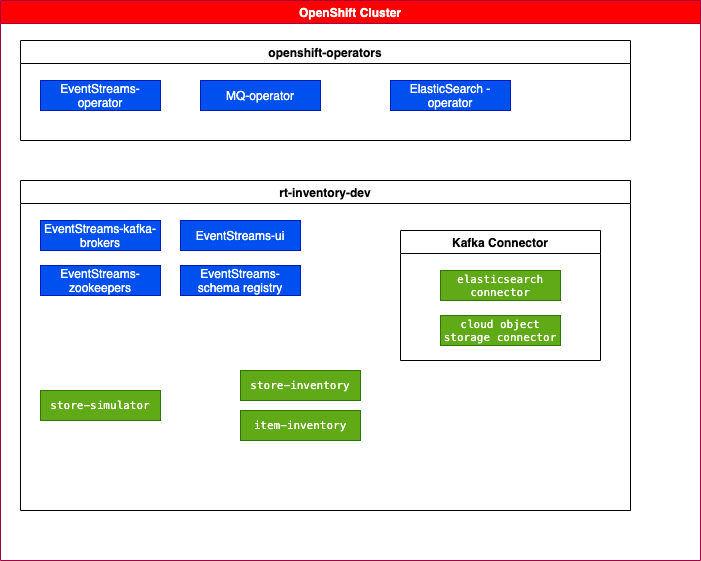 OpenShift Cluster
openshift-operators
EventStreams-
operator
MQ-operator
ElasticSearch -
operator
rt-inventory-dev
EventStreams-kafka-
brokers
EventStreams-ui
EventStreams-
zookeepers
EventStreams-
schema registry
Kafka Connector
elasticsearch
connector
cloud object
storage connector
store-simulator
store-inventory
item-inventory